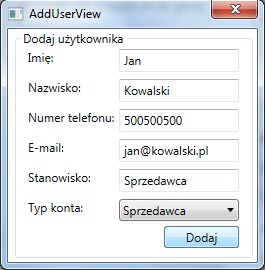 AddUserView
Dodaj użytkownika
Imię: Jan
Nazwisko: Kowalski
Numer telefonu: 500500500
E-mail: jan@kowalski.pl
Stanowisko: Sprzedawca
Typ konta: Sprzedawca
Dodaj